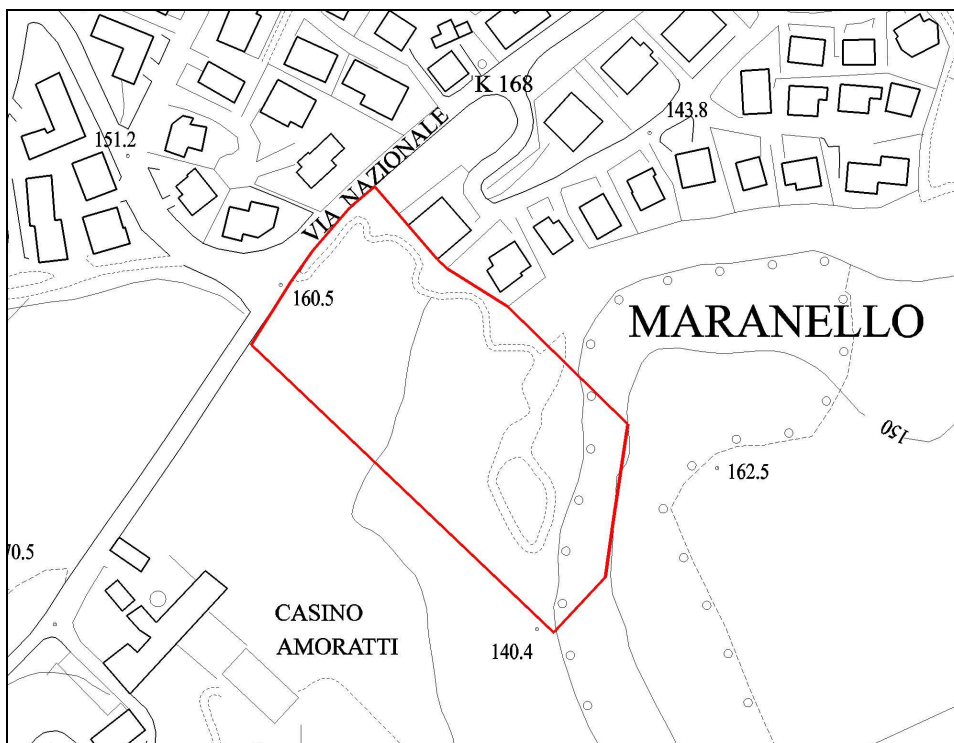 K 168
143.8
151.2
VIA NAZIONALE
160.5
MARANELLO
150
162.5
70.5
CASINO
AMORATTI
140.4